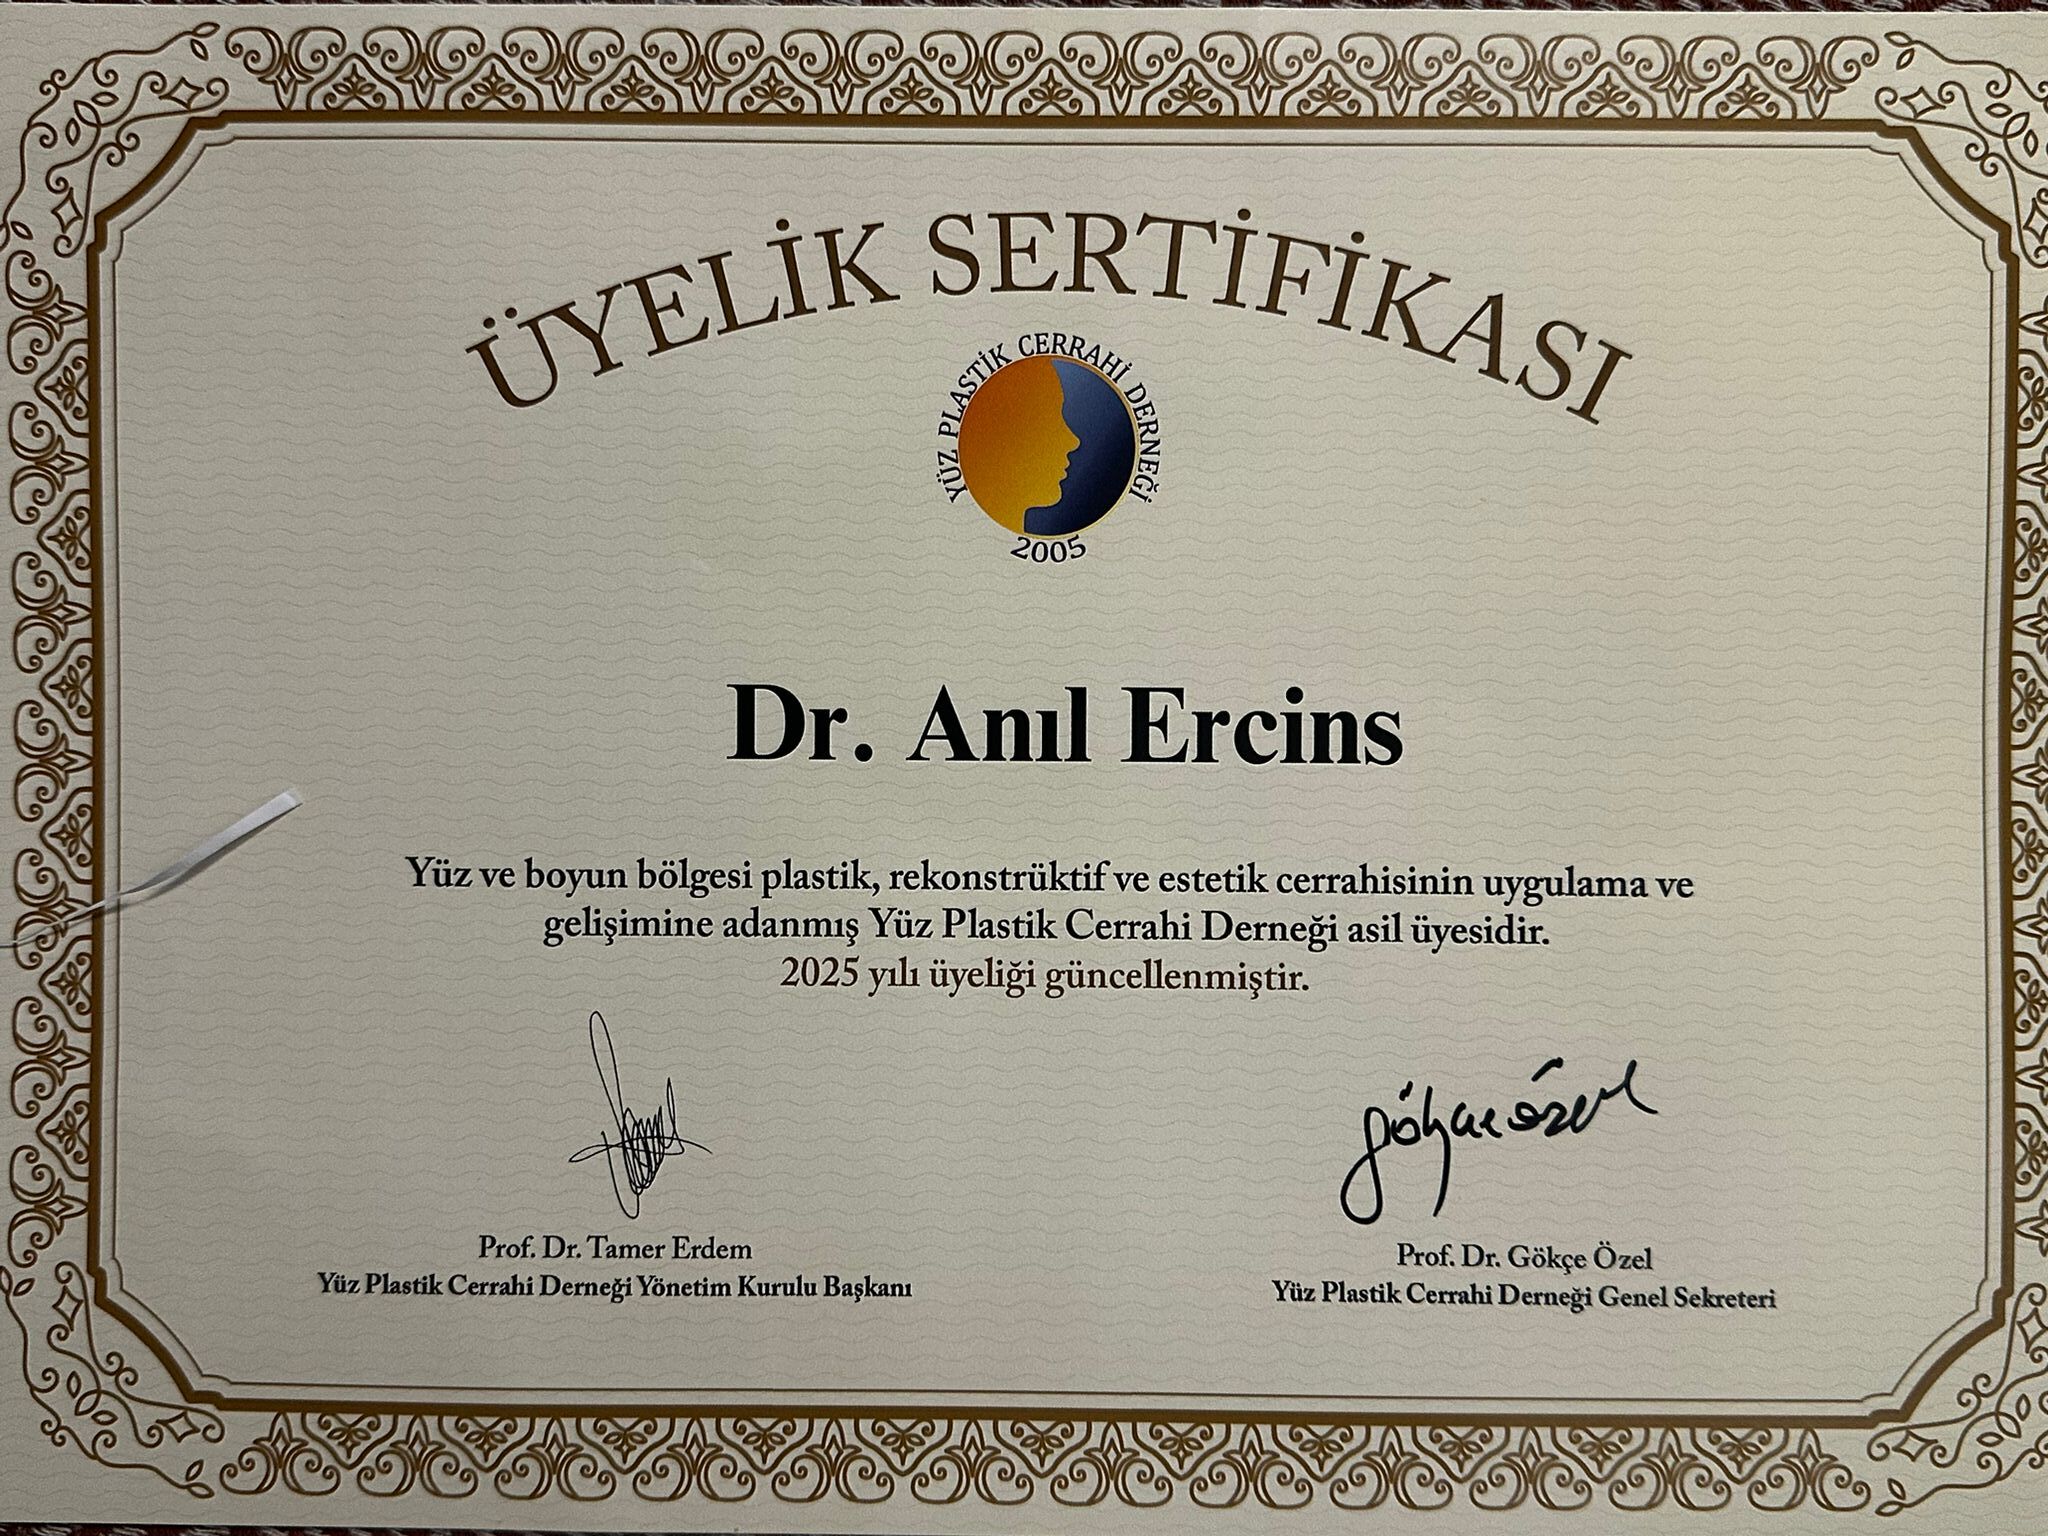 ÜYELİK SERTİFİKASI
YÜZ PLASTİK CERRAHİ DERNEĞİ
2005
Dr. Anıl Ercins
Yüz ve boyun bölgesi plastik, rekonstrüktif ve estetik cerrahisinin uygulama ve
gelişimine adanmış Yüz Plastik Cerrahi Derneği asil üyesidir.
2025 yılı üyeliği güncellenmiştir.
gökçe özel
Prof. Dr. Tamer Erdem
Yüz Plastik Cerrahi Derneği Yönetim Kurulu Başkanı
Prof. Dr. Gökçe Özel
Yüz Plastik Cerrahi Derneği Genel Sekreteri